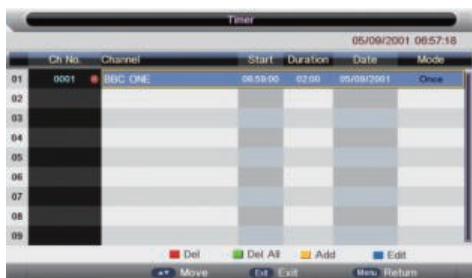 Timer
05/09/2001 06:57:18
Ch No. Channel Start Duration Date Mode
01 0001 BBC ONE 06:59:00 02:00 05/09/2001 Once
02
03
04
05
06
07
08
09
Del Del All Add Edit
Move Exit Exit Menu Return